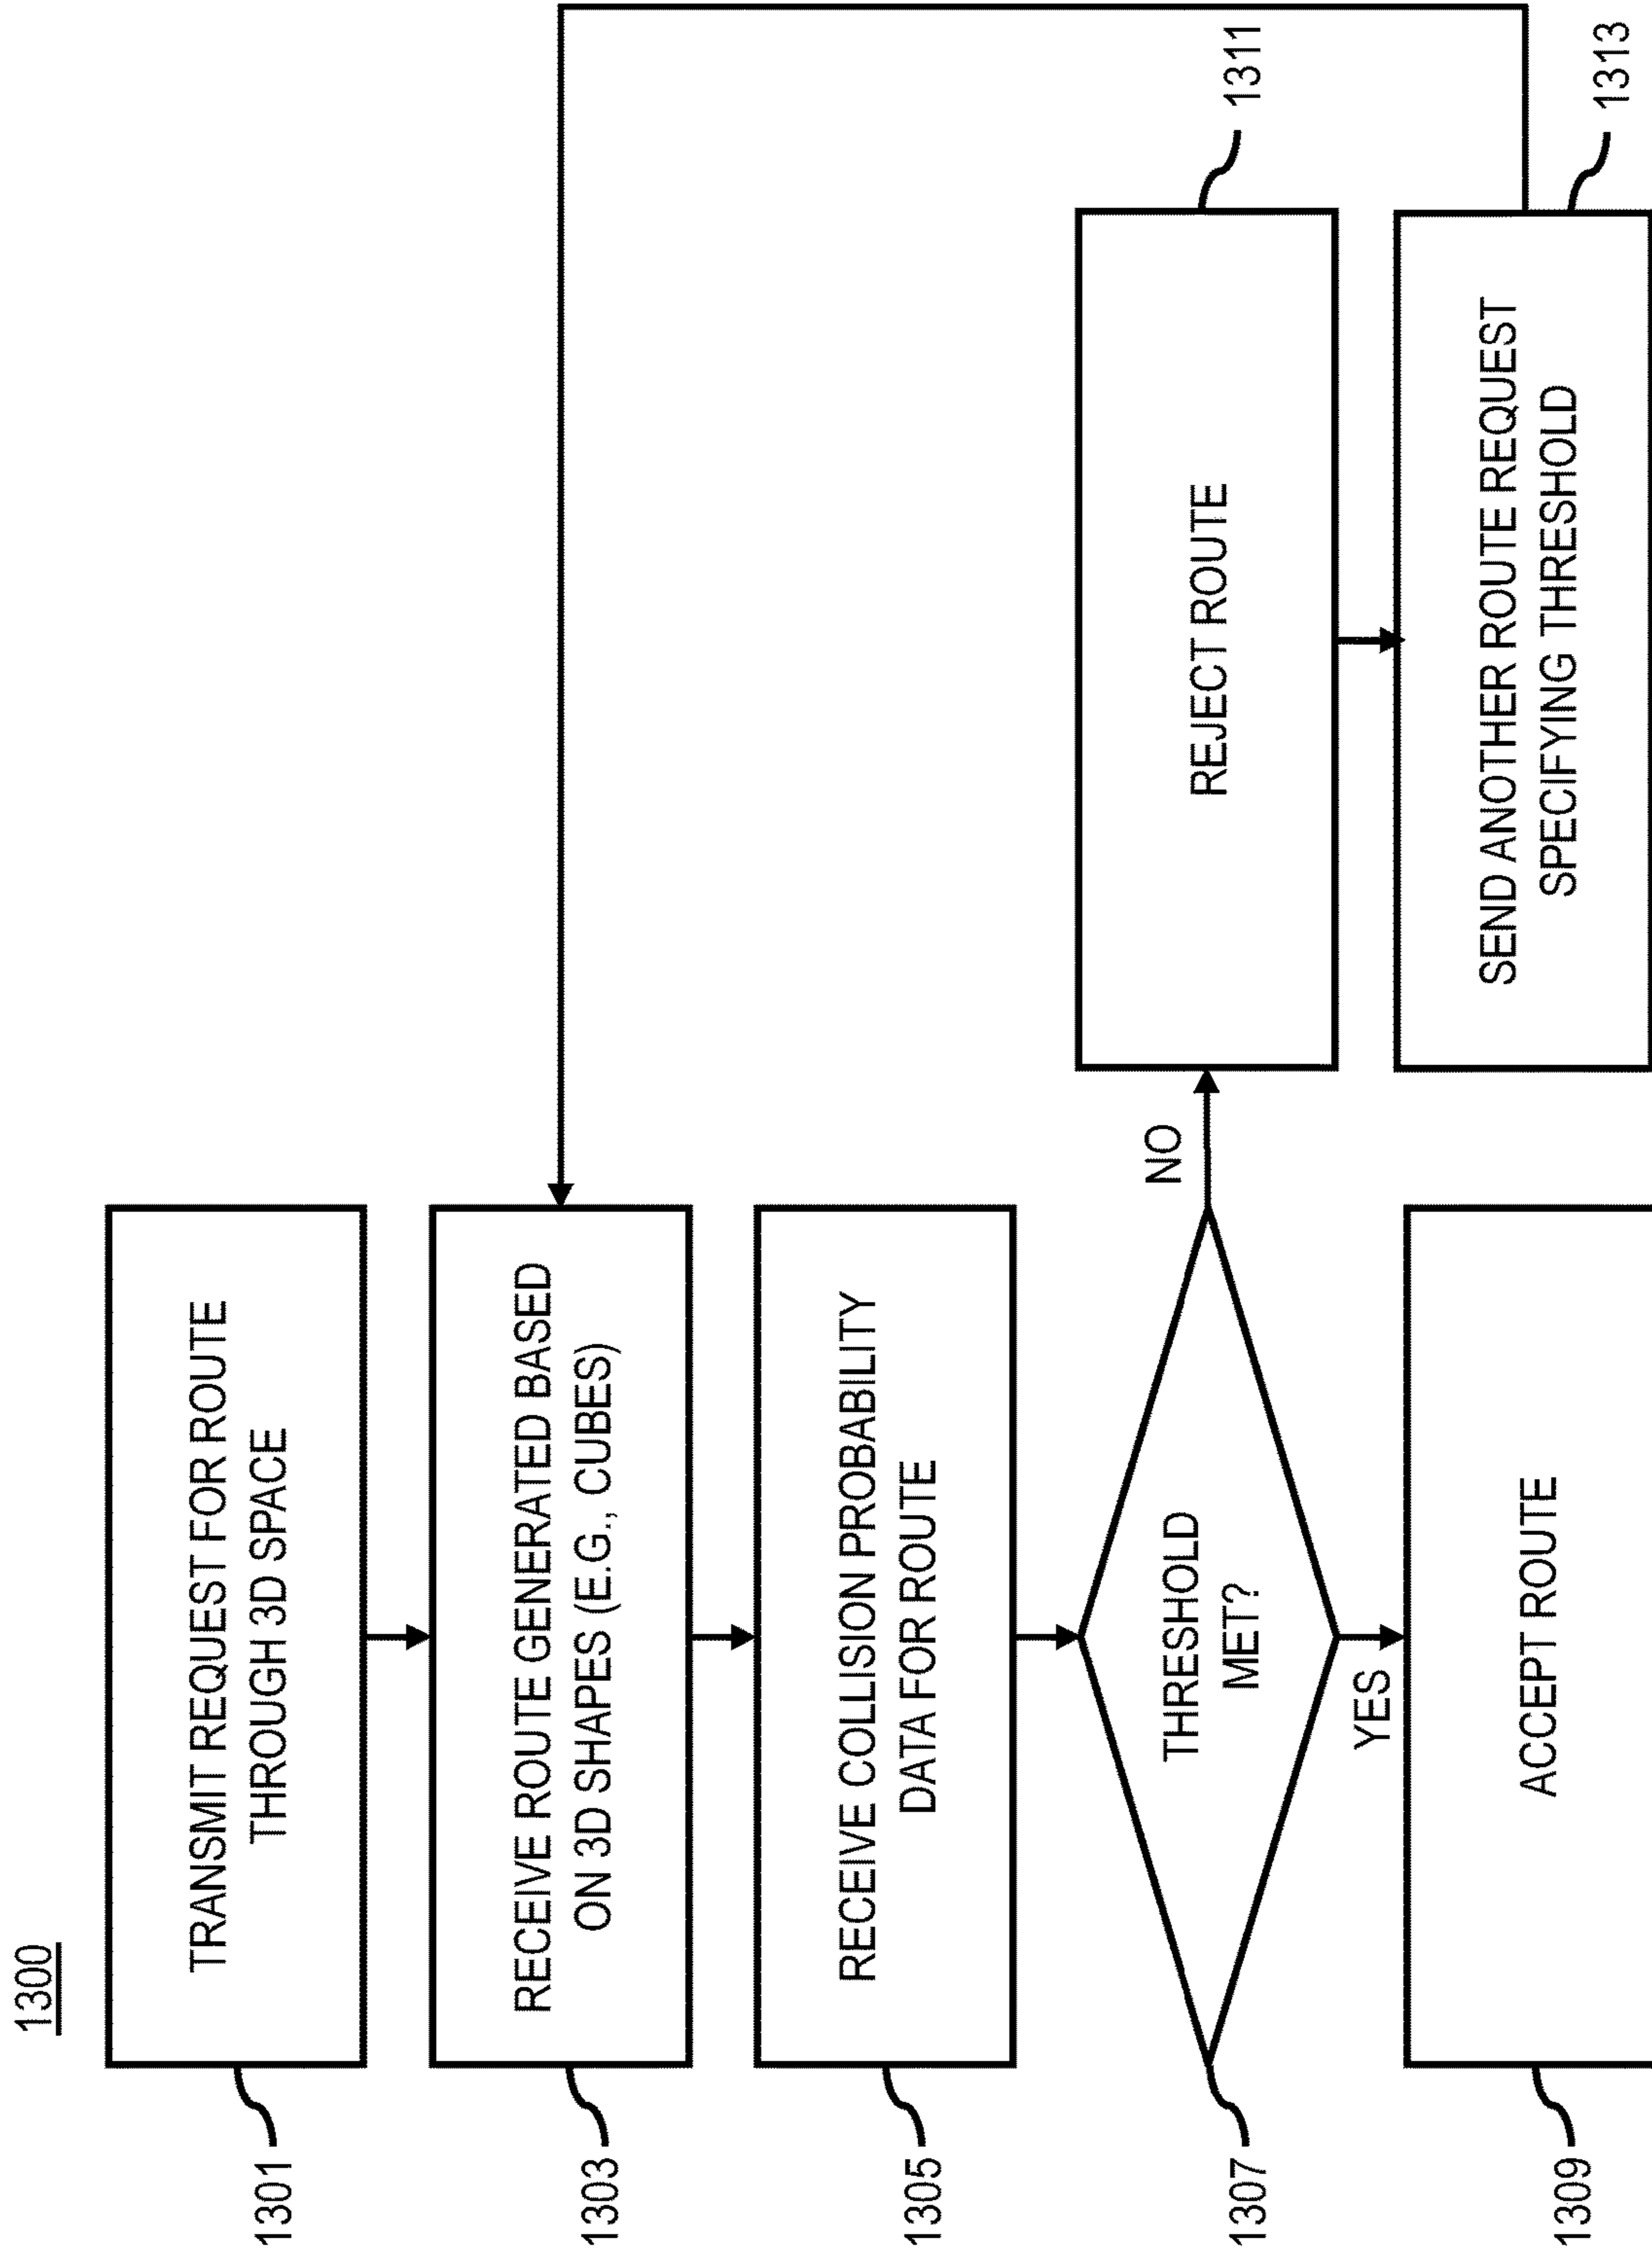 1300
1301
TRANSMIT REQUEST FOR ROUTE
THROUGH 3D SPACE
1303
RECEIVE ROUTE GENERATED BASED
ON 3D SHAPES (E.G., CUBES)
1305
RECEIVE COLLISION PROBABILITY
DATA FOR ROUTE
1307
THRESHOLD
MET?
NO
REJECT ROUTE
1311
YES
1309
ACCEPT ROUTE
SEND ANOTHER ROUTE REQUEST
SPECIFYING THRESHOLD
1313